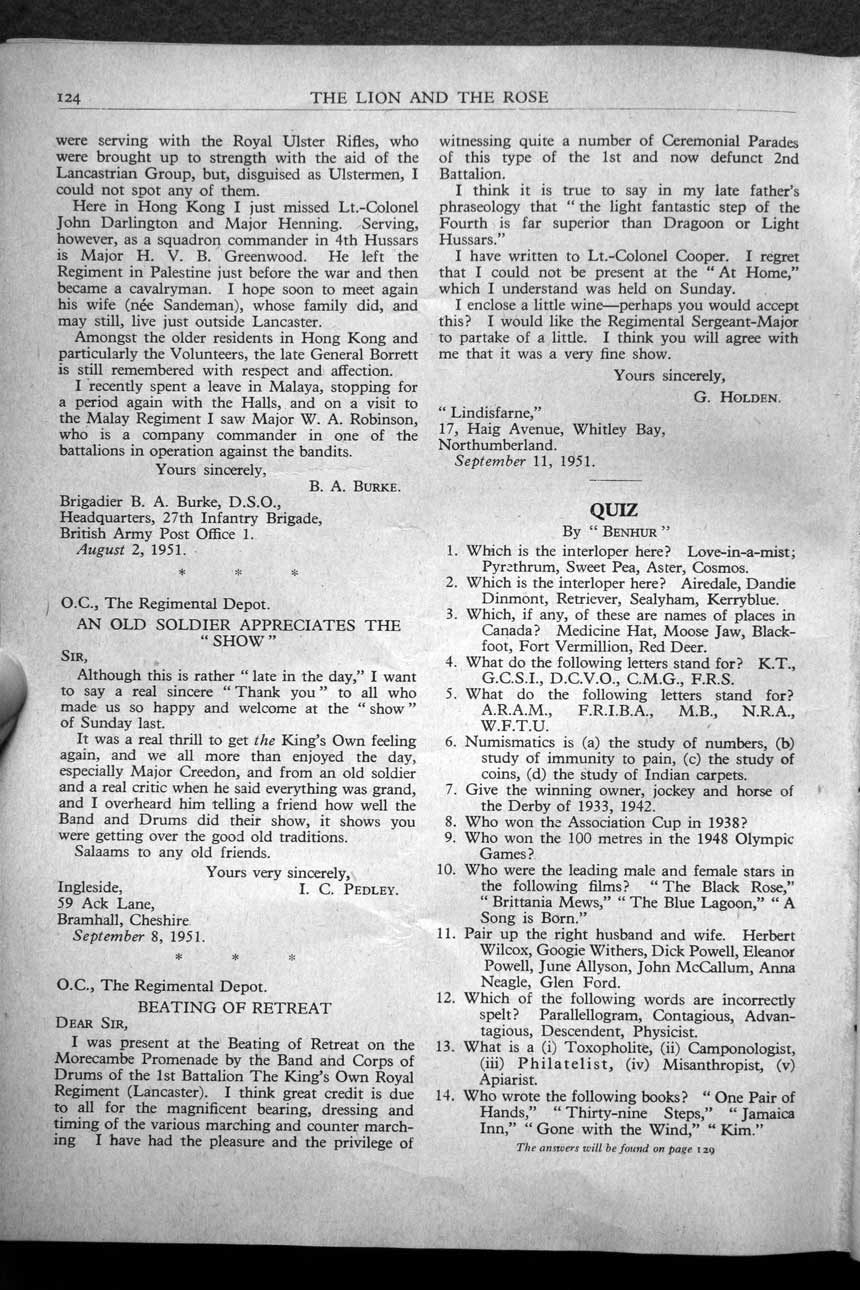 124
THE LION AND THE ROSE
were serving with the Royal Ulster Rifles, who
were brought up to strength with the aid of the
Lancastrian Group, but, disguised as Ulstermen, I
could not spot any of them.
Here in Hong Kong I just missed Lt.-Colonel
John Darlington and Major Henning. Serving,
however, as a squadron commander in 4th Hussars
is Major H. V. B. Greenwood. He left the
Regiment in Palestine just before the war and then
became a cavalryman. I hope soon to meet again
his wife (née Sandeman), whose family did, and
may still, live just outside Lancaster.
Amongst the older residents in Hong Kong and
particularly the Volunteers, the late General Borrett
is still remembered with respect and affection.
I recently spent a leave in Malaya, stopping for
a period again with the Halls, and on a visit to
the Malay Regiment I saw Major W. A. Robinson,
who is a company commander in one of the
battalions in operation against the bandits.
Yours sincerely,
B. A. BURKE.
Brigadier B. A. Burke, D.S.O.,
Headquarters, 27th Infantry Brigade,
British Army Post Office 1.
August 2, 1951.
* * *
O.C., The Regimental Depot.
AN OLD SOLDIER APPRECIATES THE
“ SHOW ”
SIR,
Although this is rather “ late in the day,” I want
to say a real sincere “ Thank you ” to all who
made us so happy and welcome at the “ show ”
of Sunday last.
It was a real thrill to get the King's Own feeling
again, and we all more than enjoyed the day,
especially Major Creedon, and from an old soldier
and a real critic when he said everything was grand,
and I overheard him telling a friend how well the
Band and Drums did their show, it shows you
were getting over the good old traditions.
Salaams to any old friends.
Yours very sincerely,
Ingleside, I. C. PEDLEY.
59 Ack Lane,
Bramhall, Cheshire
September 8, 1951.
* * *
O.C., The Regimental Depot.
BEATING OF RETREAT
DEAR SIR,
I was present at the Beating of Retreat on the
Morecambe Promenade by the Band and Corps of
Drums of the 1st Battalion The King's Own Royal
Regiment (Lancaster). I think great credit is due
to all for the magnificent bearing, dressing and
timing of the various marching and counter march-
ing I have had the pleasure and the privilege of
witnessing quite a number of Ceremonial Parades
of this type of the 1st and now defunct 2nd
Battalion.
I think it is true to say in my late father's
phraseology that “ the light fantastic step of the
Fourth is far superior than Dragoon or Light
Hussars.”
I have written to Lt.-Colonel Cooper. I regret
that I could not be present at the “ At Home,”
which I understand was held on Sunday.
I enclose a little wine—perhaps you would accept
this? I would like the Regimental Sergeant-Major
to partake of a little. I think you will agree with
me that it was a very fine show.
Yours sincerely,
G. HOLDEN.
“ Lindisfarne,”
17, Haig Avenue, Whitley Bay,
Northumberland.
September 11, 1951.
QUIZ
By “ BENHUR ”
1. Which is the interloper here? Love-in-a-mist;
Pyrethrum, Sweet Pea, Aster, Cosmos.
2. Which is the interloper here? Airedale, Dandie
Dinmont, Retriever, Sealyham, Kerryblue.
3. Which, if any, of these are names of places in
Canada? Medicine Hat, Moose Jaw, Black-
foot, Fort Vermillion, Red Deer.
4. What do the following letters stand for? K.T.,
G.C.S.I., D.C.V.O., C.M.G., F.R.S.
5. What do the following letters stand for?
A.R.A.M., F.R.I.B.A., M.B., N.R.A.,
W.F.T.U.
6. Numismatics is (a) the study of numbers, (b)
study of immunity to pain, (c) the study of
coins, (d) the study of Indian carpets.
7. Give the winning owner, jockey and horse of
the Derby of 1933, 1942.
8. Who won the Association Cup in 1938?
9. Who won the 100 metres in the 1948 Olympic
Games?
10. Who were the leading male and female stars in
the following films? “ The Black Rose,”
“ Brittania Mews,” “ The Blue Lagoon,” “ A
Song is Born.”
11. Pair up the right husband and wife. Herbert
Wilcox, Googie Withers, Dick Powell, Eleanor
Powell, June Allyson, John McCallum, Anna
Neagle, Glen Ford.
12. Which of the following words are incorrectly
spelt? Parallellogram, Contagious, Advan-
tagious, Descendent, Physicist.
13. What is a (i) Toxopholite, (ii) Camponologist,
(iii) Philatelist, (iv) Misanthropist, (v)
Apiarist.
14. Who wrote the following books? “ One Pair of
Hands,” “ Thirty-nine Steps,” “ Jamaica
Inn,” “ Gone with the Wind,” “ Kim.”
The answers will be found on page 129